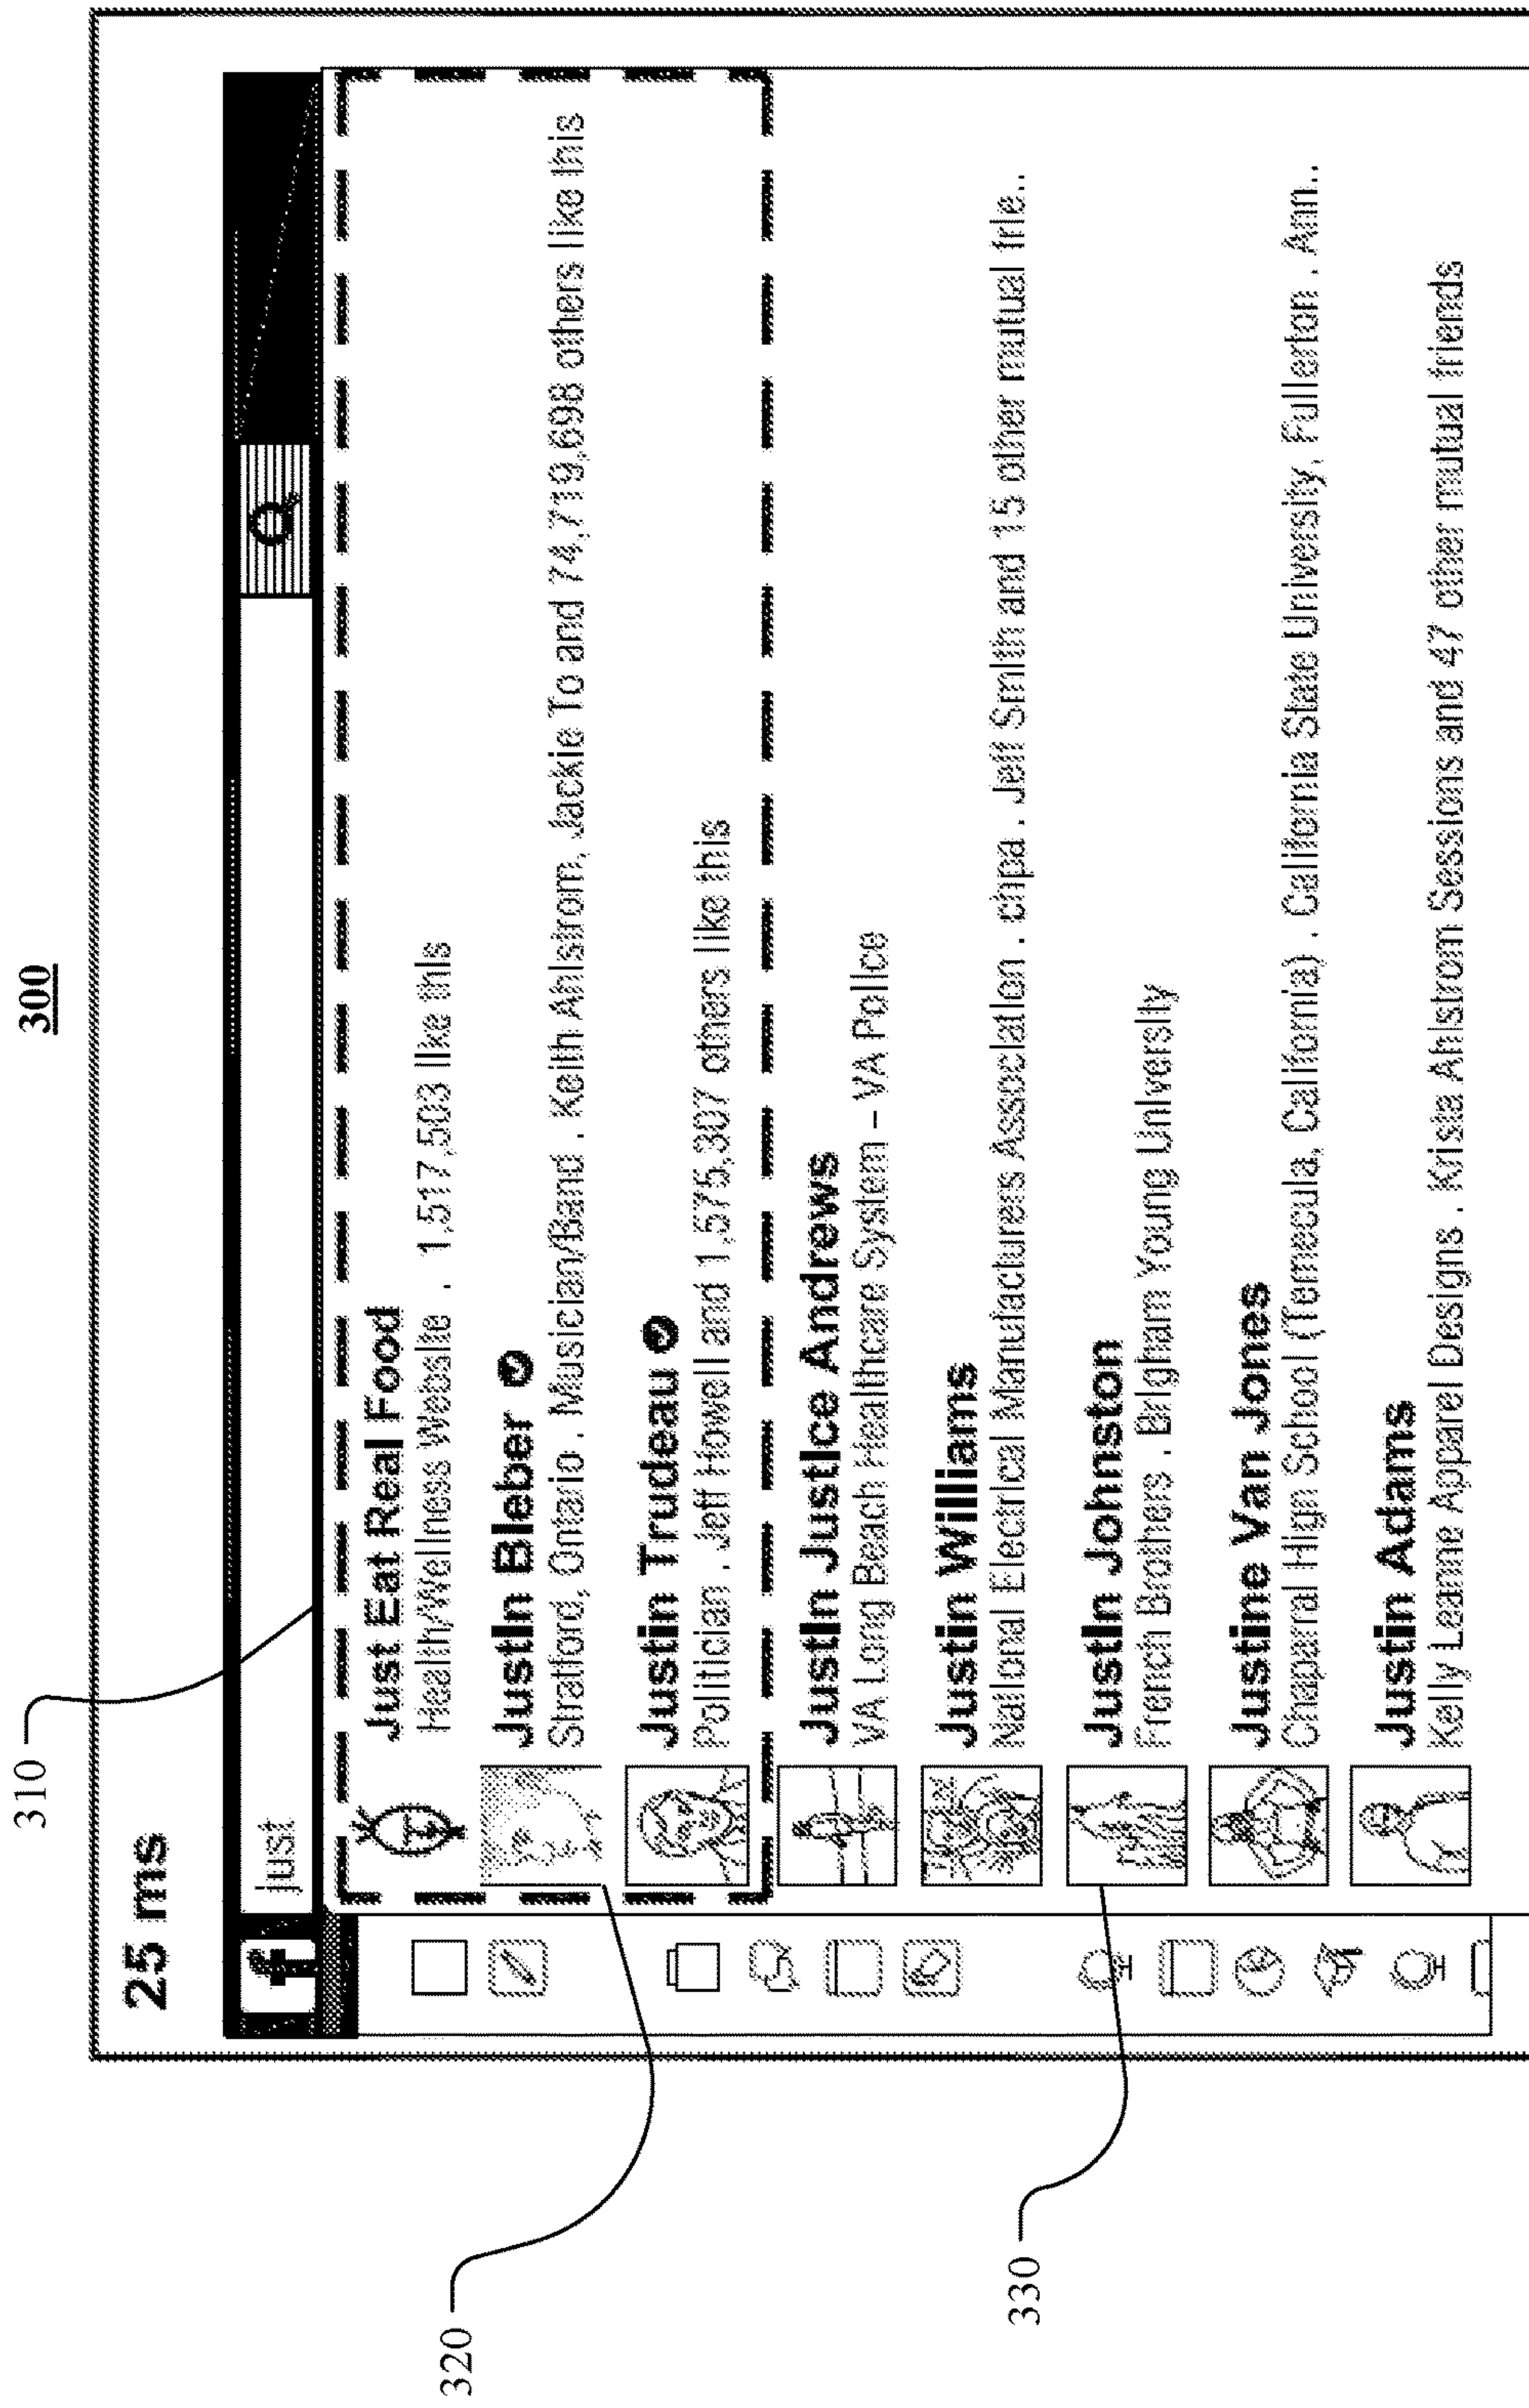 300
310
25 ms
f
just
Just Eat Real Food
Health/Wellness Website . 1,517,503 like this
Justin Bieber
Stratford, Ontario . Musician/Band . Keith Ahlstrom, Jackie To and 74,719,698 others like this
Justin Trudeau
Politician . Jeff Howell and 1,575,307 others like this
320
Justin Justice Andrews
VA Long Beach Healthcare System – VA Police
Justin Williams
National Electrical Manufacturers Association . chpa . Jeff Smith and 15 other mutual frie..
Justin Johnston
French Brothers . Brigham Young University
330
Justine Van Jones
Chaparral High School (Temecula, California) . California State University, Fullerton . Ann..
Justin Adams
Kelly Leanne Apparel Designs . Krista Ahlstrom Sessions and 47 other mutual friends